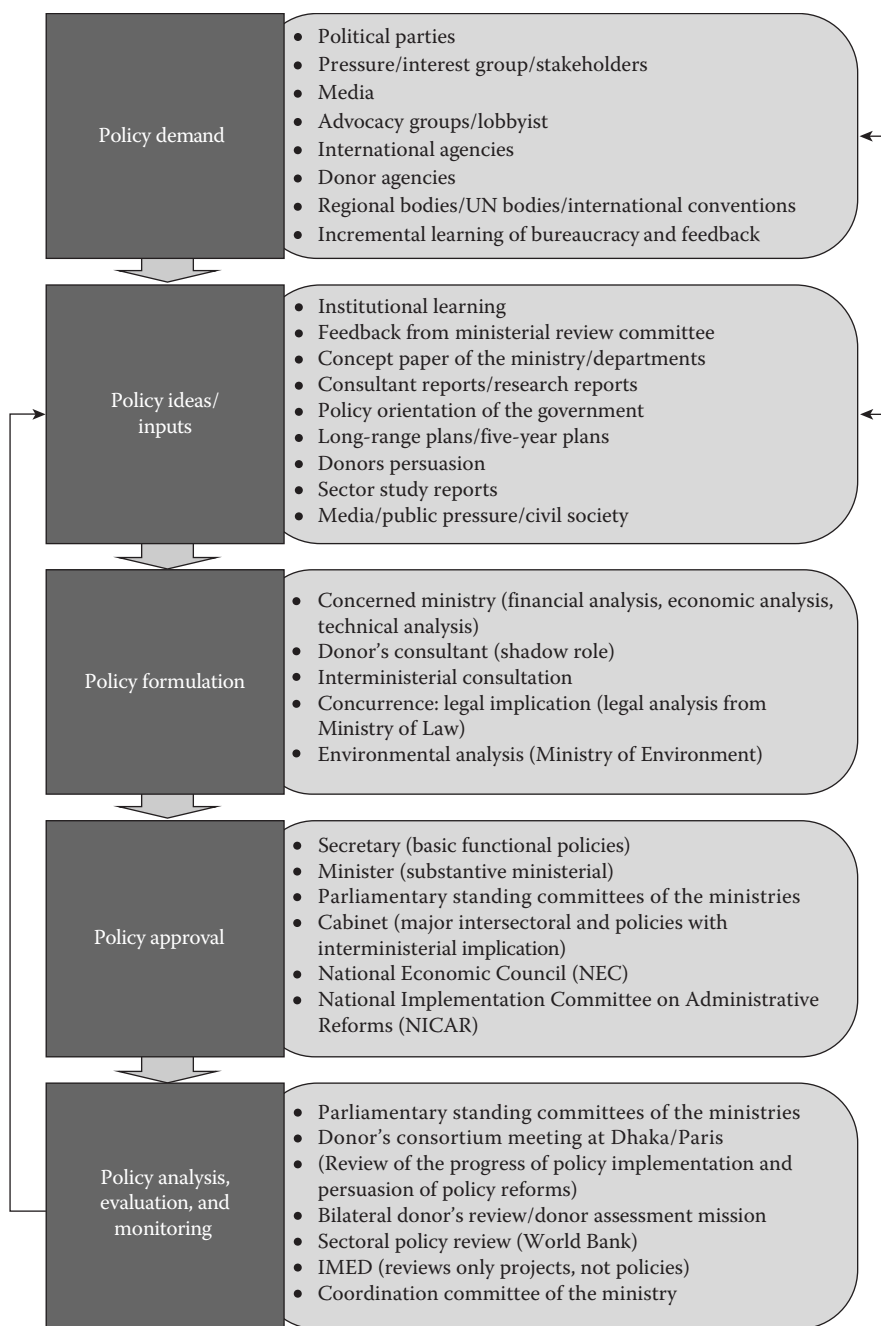 Policy demand
• Political parties
• Pressure/interest group/stakeholders
• Media
• Advocacy groups/lobbyist
• International agencies
• Donor agencies
• Regional bodies/UN bodies/international conventions
• Incremental learning of bureaucracy and feedback
Policy ideas/
inputs
• Institutional learning
• Feedback from ministerial review committee
• Concept paper of the ministry/departments
• Consultant reports/research reports
• Policy orientation of the government
• Long-range plans/five-year plans
• Donors persuasion
• Sector study reports
• Media/public pressure/civil society
Policy formulation
• Concerned ministry (financial analysis, economic analysis,
technical analysis)
• Donor's consultant (shadow role)
• Interministerial consultation
• Concurrence: legal implication (legal analysis from
Ministry of Law)
• Environmental analysis (Ministry of Environment)
Policy approval
• Secretary (basic functional policies)
• Minister (substantive ministerial)
• Parliamentary standing committees of the ministries
• Cabinet (major intersectoral and policies with
interministerial implication)
• National Economic Council (NEC)
• National Implementation Committee on Administrative
Reforms (NICAR)
Policy analysis,
evaluation, and
monitoring
• Parliamentary standing committees of the ministries
• Donor's consortium meeting at Dhaka/Paris
• (Review of the progress of policy implementation and
persuasion of policy reforms)
• Bilateral donor's review/donor assessment mission
• Sectoral policy review (World Bank)
• IMED (reviews only projects, not policies)
• Coordination committee of the ministry